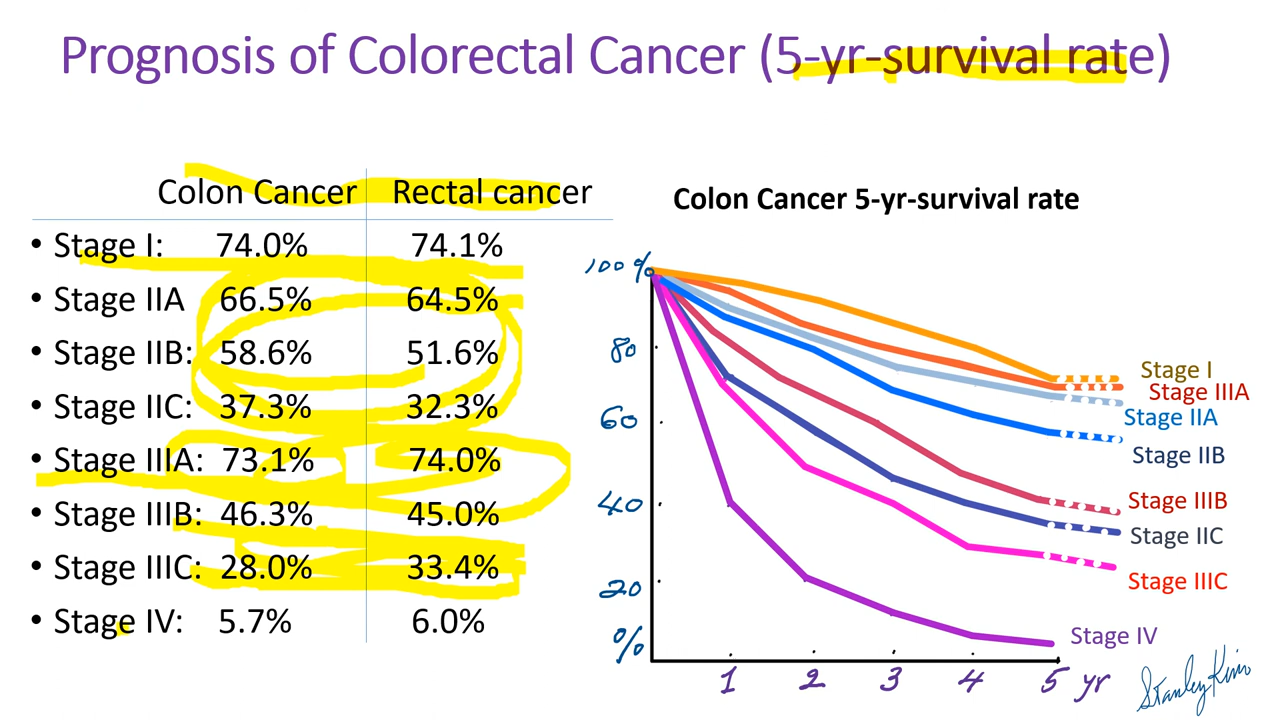 Prognosis of Colorectal Cancer (5-yr-survival rate)
Colon Cancer Rectal cancer
• Stage I: 74.0% 74.1%
• Stage IIA 66.5% 64.5%
• Stage IIB: 58.6% 51.6%
• Stage IIC: 37.3% 32.3%
• Stage IIIA: 73.1% 74.0%
• Stage IIIB: 46.3% 45.0%
• Stage IIIC: 28.0% 33.4%
• Stage IV: 5.7% 6.0%
Colon Cancer 5-yr-survival rate
100%
80
60
40
20
%
Stage I
Stage IIIA
Stage IIA
Stage IIB
Stage IIIB
Stage IIC
Stage IIIC
Stage IV
1 2 3 4 5 yr
Stanley Kim